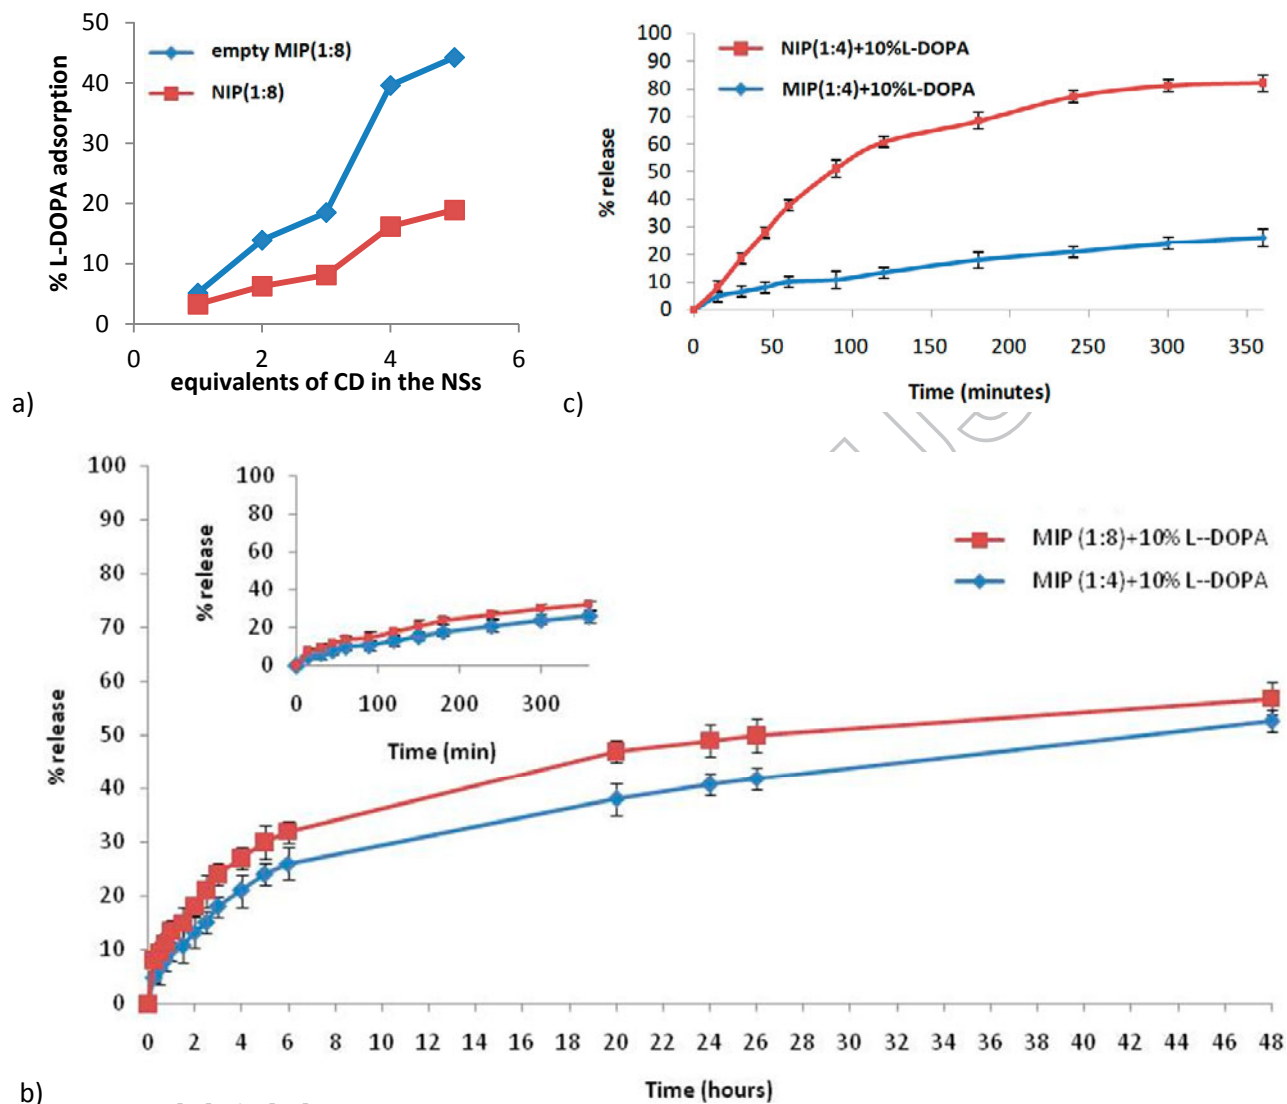 50
40
30
20
10
0
% L-DOPA adsorption
empty MIP(1:8)
NIP(1:8)
0 2 4 6
equivalents of CD in the NSs
a)
100
90
80
70
60
50
40
30
20
10
0
% release
NIP(1:4)+10%L-DOPA
MIP(1:4)+10%L-DOPA
0 50 100 150 200 250 300 350
Time (minutes)
c)
100
90
80
70
60
50
40
30
20
10
0
% release
100
80
60
40
20
0
% release
0 100 200 300
Time (min)
MIP (1:8)+10% L--DOPA
MIP (1:4)+10% L--DOPA
0 2 4 6 8 10 12 14 16 18 20 22 24 26 28 30 32 34 36 38 40 42 44 46 48
Time (hours)
b)